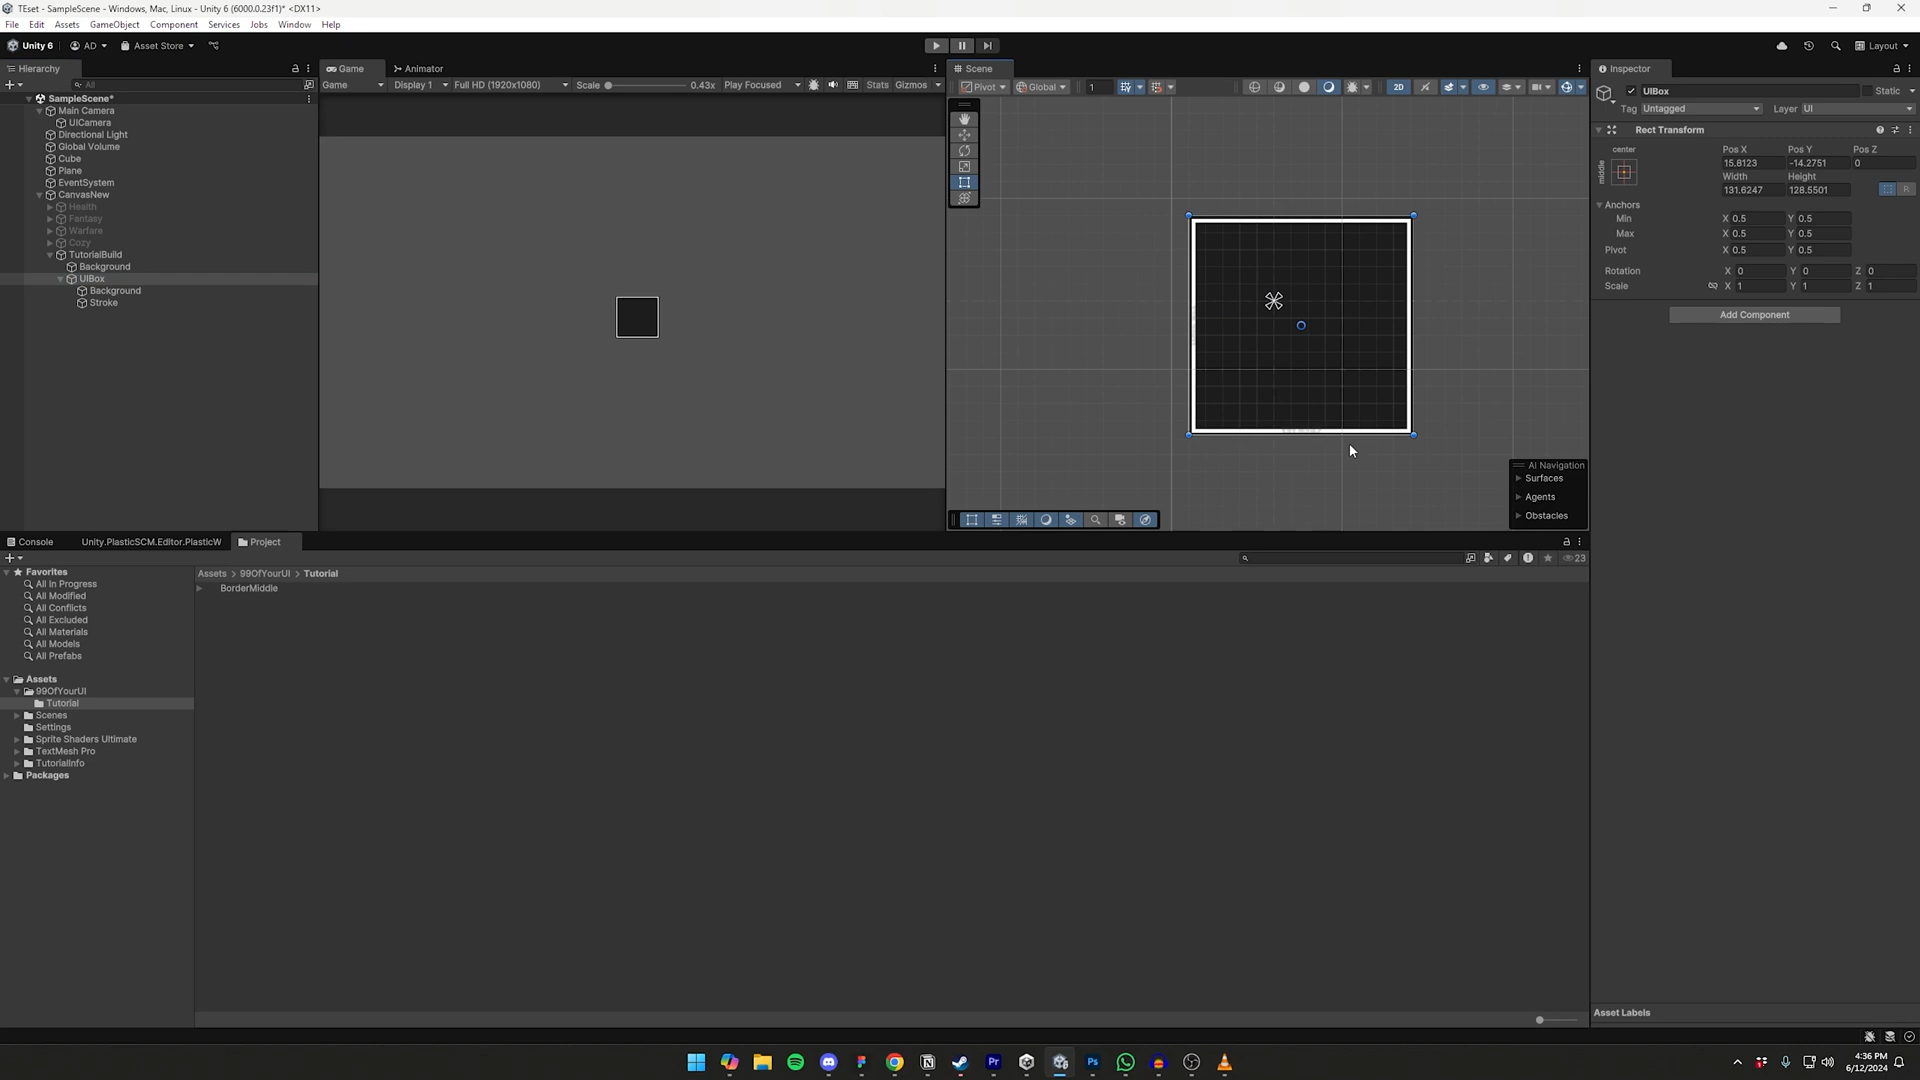 TEset - SampleScene - Windows, Mac, Linux - Unity 6 (6000.0.23f1)* <DX11>
File Edit Assets GameObject Component Services Jobs Window Help
Unity 6 AD Asset Store Layout
Hierarchy
All
SampleScene*
Main Camera
UICamera
Directional Light
Global Volume
Cube
Plane
EventSystem
CanvasNew
Health
Fantasy
Warfare
Cozy
TutorialBuild
Background
UIBox
Background
Stroke
Game Animator
Game Display 1 Full HD (1920x1080) Scale 0.43x Play Focused Stats Gizmos
Scene
Pivot Global 1 2D
AI Navigation
Surfaces
Agents
Obstacles
Inspector
UIBox Static
Tag Untagged Layer UI
Rect Transform
center
middle
Pos X Pos Y Pos Z
15.8123 -14.2751 0
Width Height
131.6247 128.5501 R
Anchors
Min X 0.5 Y 0.5
Max X 0.5 Y 0.5
Pivot X 0.5 Y 0.5
Rotation X 0 Y 0 Z 0
Scale X 1 Y 1 Z 1
Add Component
Asset Labels
Console Unity.PlasticSCM.Editor.PlasticW Project
23
Favorites
All In Progress
All Modified
All Conflicts
All Excluded
All Materials
All Models
All Prefabs
Assets
99OfYourUI
Tutorial
Scenes
Settings
Sprite Shaders Ultimate
TextMesh Pro
TutorialInfo
Packages
Assets > 99OfYourUI > Tutorial
BorderMiddle
Pr Ps
4:36 PM
6/12/2024